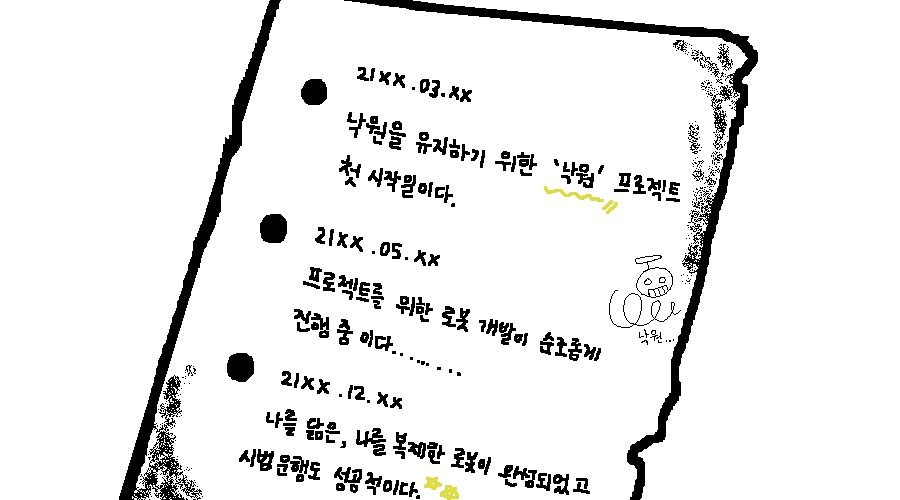 21XX.03.XX
낙원을 유지하기 위한 '낙원' 프로젝트
첫 시작일이다.
21XX.05.XX
프로젝트를 위한 로봇 개발이 순조롭게
진행 중이다.........
낙원...
21XX.12.XX
나를 닮은, 나를 복제한 로봇이 완성되었고
시범운행도 성공적이다.